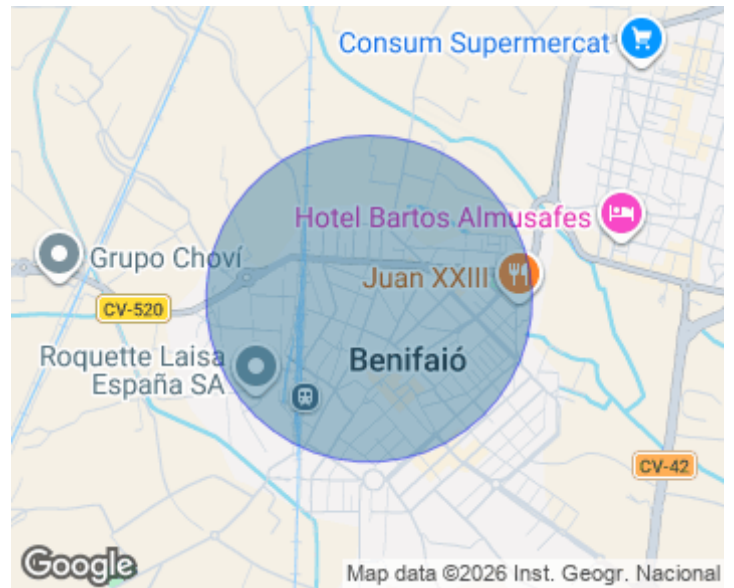 Consum Supermercat
Hotel Bartos Almusafes
Grupo Choví
Juan XXIII
CV-520
Roquette Laisa
España SA
Benifaió
CV-42
Google
Map data ©2026 Inst. Geogr. Nacional